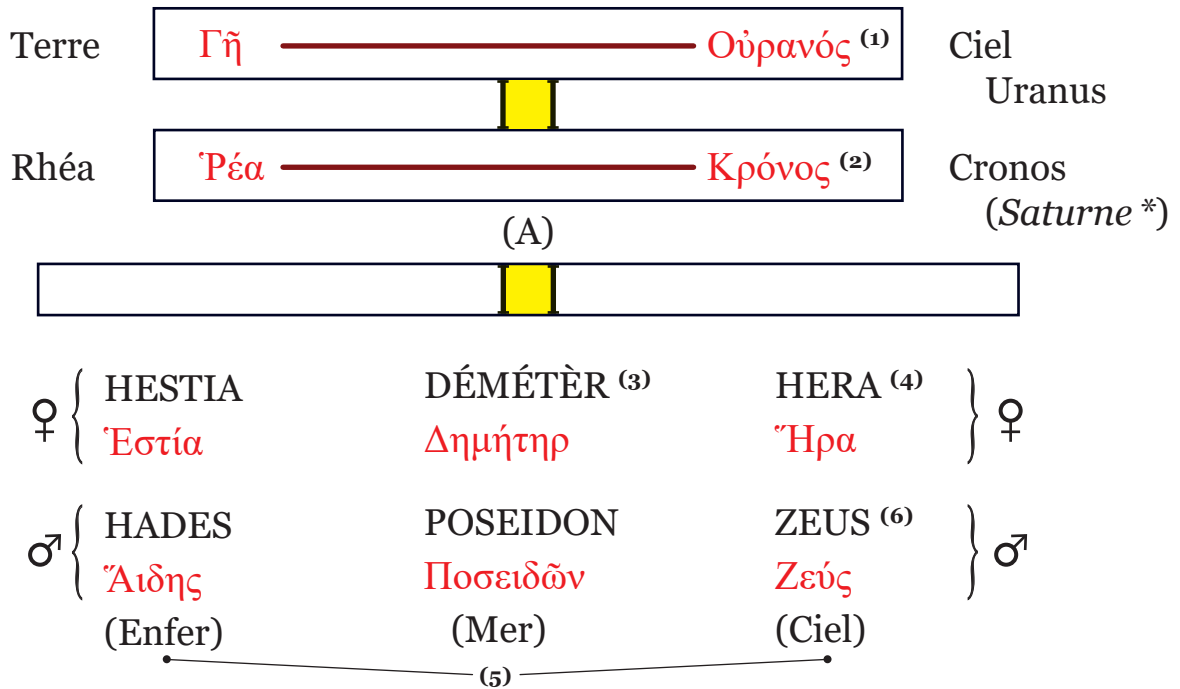 Terre Γῆ Οὐρανός (1) Ciel
Uranus
Rhéa Ῥέα Κρόνος (2) Cronos
(Saturne *)
(A)
♀ HESTIA DÉMÉTÈR (3) HERA (4) ♀
Ἑστία Δημήτηρ Ἥρα
♂ HADES POSEIDON ZEUS (6) ♂
Ἅιδης Ποσειδῶν Ζεύς
(Enfer) (Mer) (Ciel)
(5)